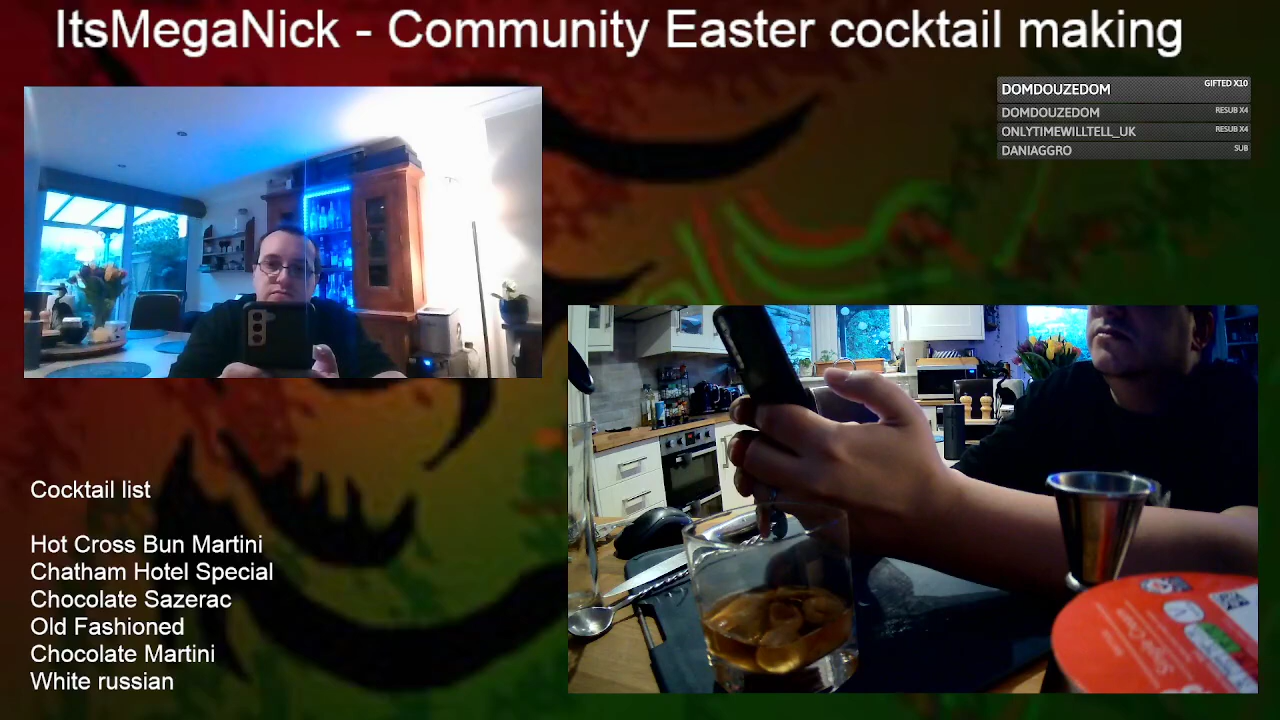 ItsMegaNick - Community Easter cocktail making
DOMDOUZEDOM GIFTED X10
DOMDOUZEDOM RESUB X4
ONLYTIMEWILLTELL_UK RESUB X4
DANIAGGRO SUB
Cocktail list
Hot Cross Bun Martini
Chatham Hotel Special
Chocolate Sazerac
Old Fashioned
Chocolate Martini
White russian